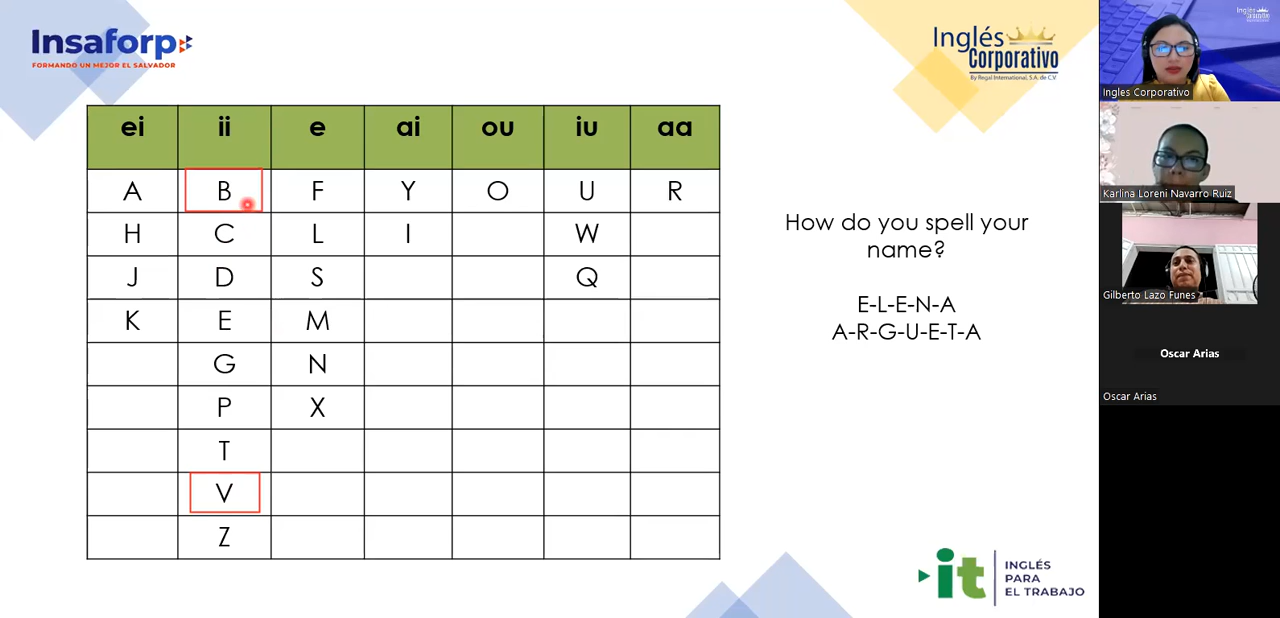 Insaforp
FORMANDO UN MEJOR EL SALVADOR
Inglés
Corporativo
By Regal International, S.A. de C.V.
ei ii e ai ou iu aa
A B F Y O U R
H C L I W
J D S Q
K E M
G N
P X
T
V
Z
How do you spell your
name?
E-L-E-N-A
A-R-G-U-E-T-A
it
INGLÉS
PARA
EL TRABAJO
Inglés
Corporativo
Ingles Corporativo
Karlina Loreni Navarro Ruiz
Gilberto Lazo Funes
Oscar Arias
Oscar Arias